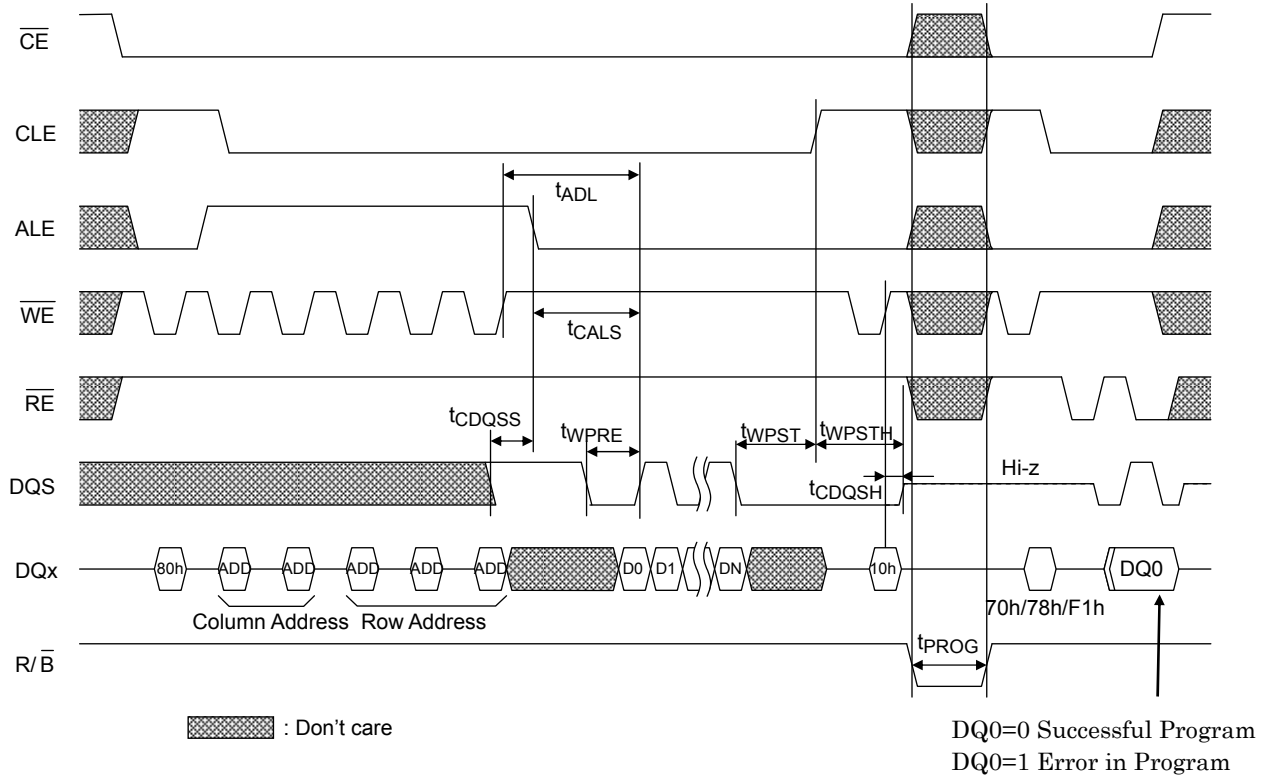 CE
CLE
tADL
ALE
WE
tCALS
RE
tCDQSS
tWPRE
tWPST
tWPSTH
Hi-z
DQS
tCDQSH
DQx
80h
ADD
ADD
ADD
ADD
ADD
D0
D1
DN
10h
DQ0
Column Address
Row Address
70h/78h/F1h
R/B
tPROG
: Don't care
DQ0=0 Successful Program
DQ0=1 Error in Program